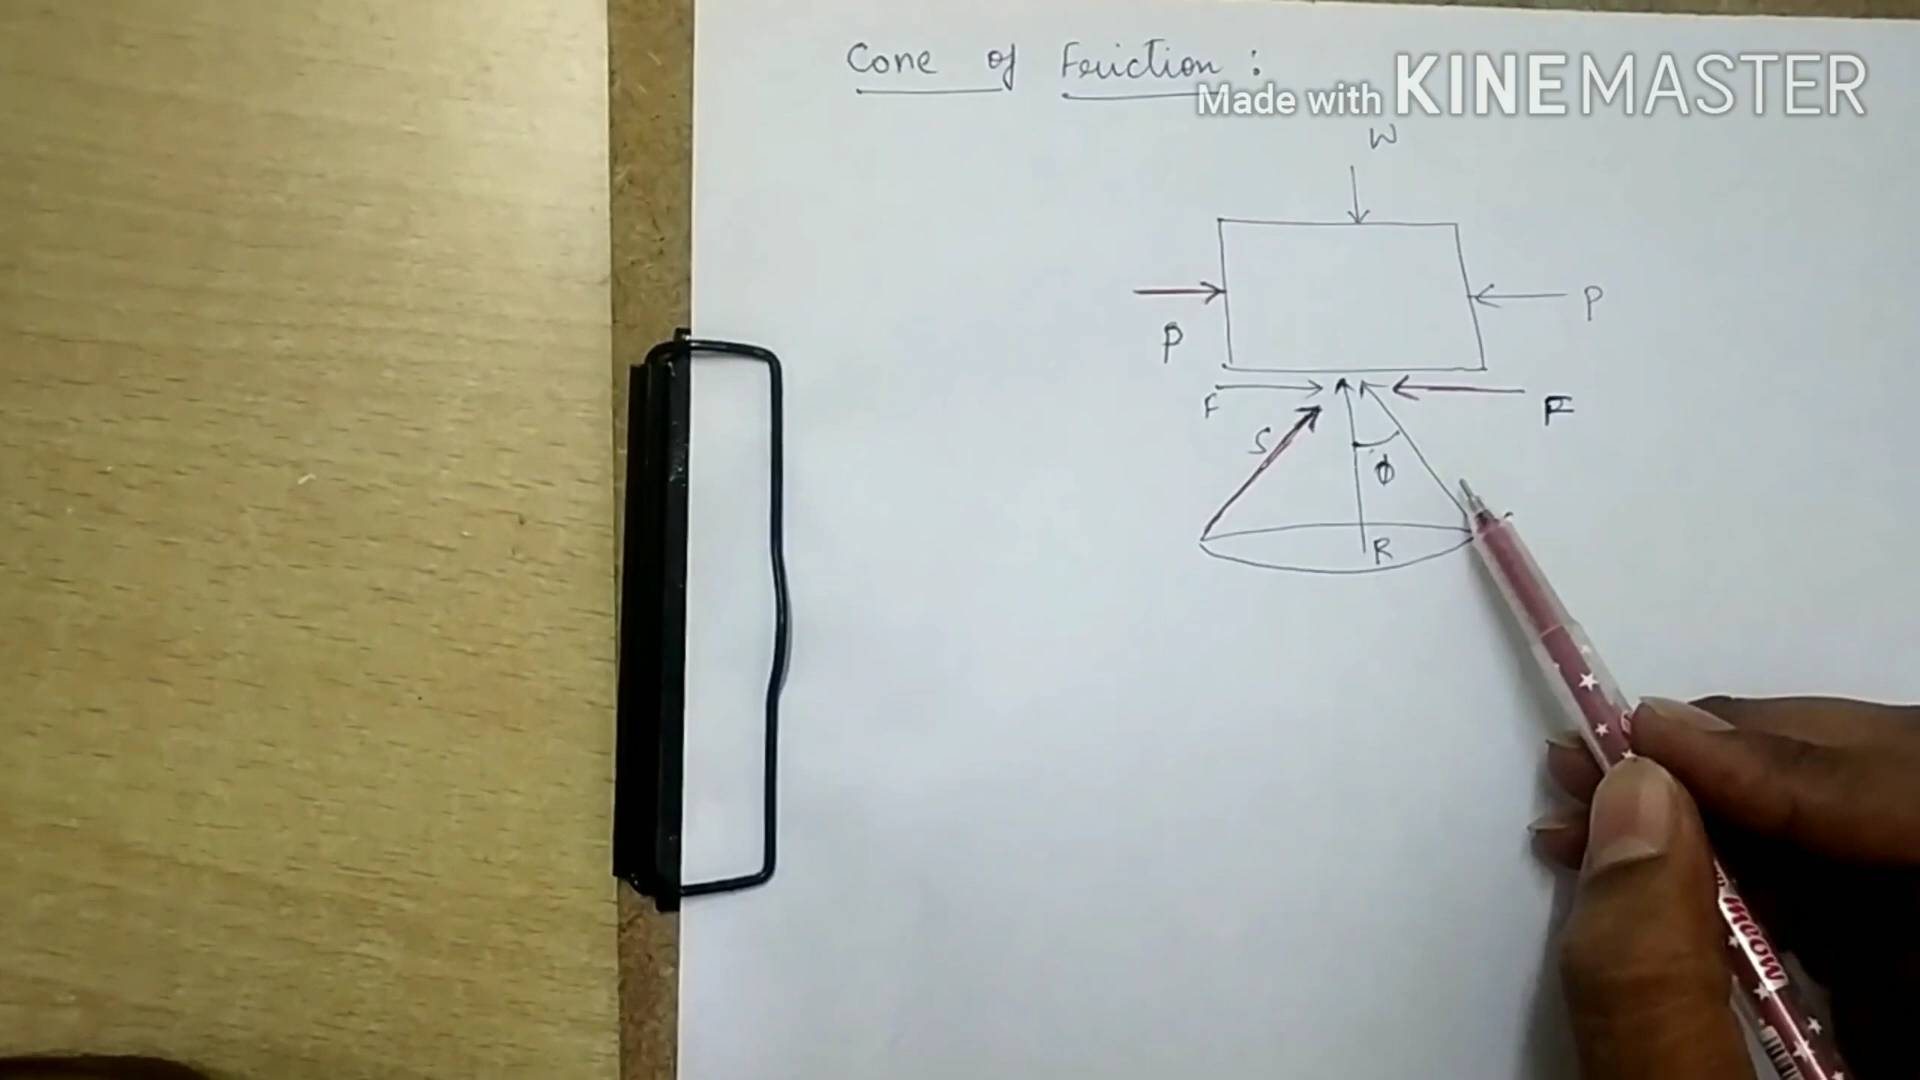 Cone of Friction :
Made with KINEMASTER
W
P
P
F
F
S
φ
R